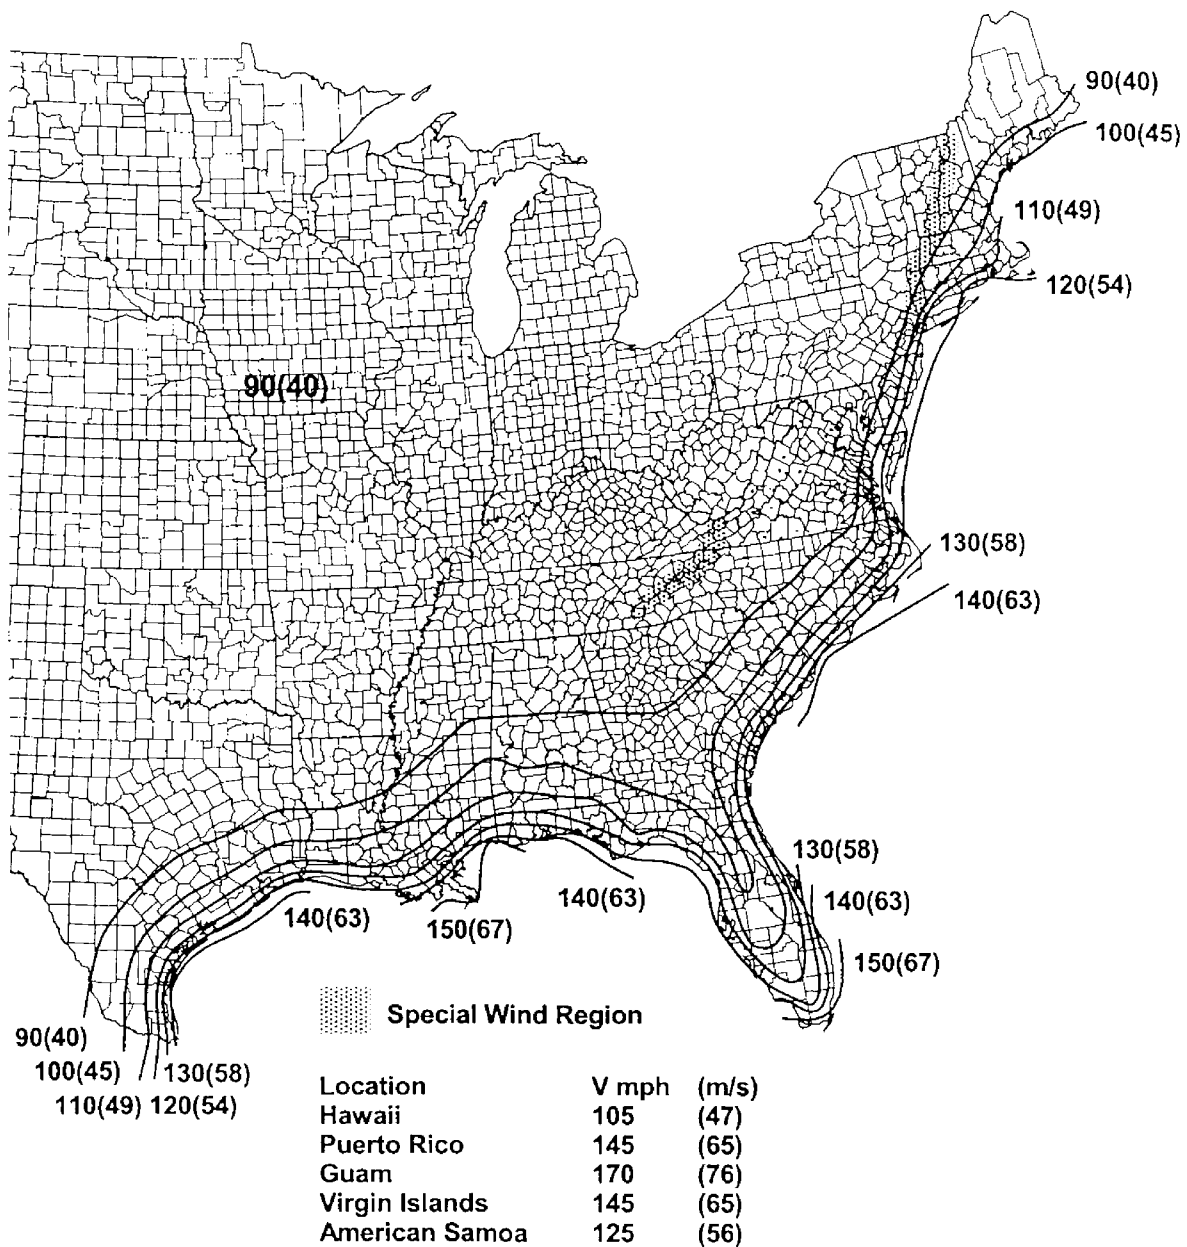 90(40)
100(45)
110(49)
120(54)
90(40)
130(58)
140(63)
130(58)
140(63)
140(63)
140(63)
150(67)
150(67)
Special Wind Region
90(40)
100(45)
130(58)
110(49) 120(54)
Location V mph (m/s)
Hawaii 105 (47)
Puerto Rico 145 (65)
Guam 170 (76)
Virgin Islands 145 (65)
American Samoa 125 (56)